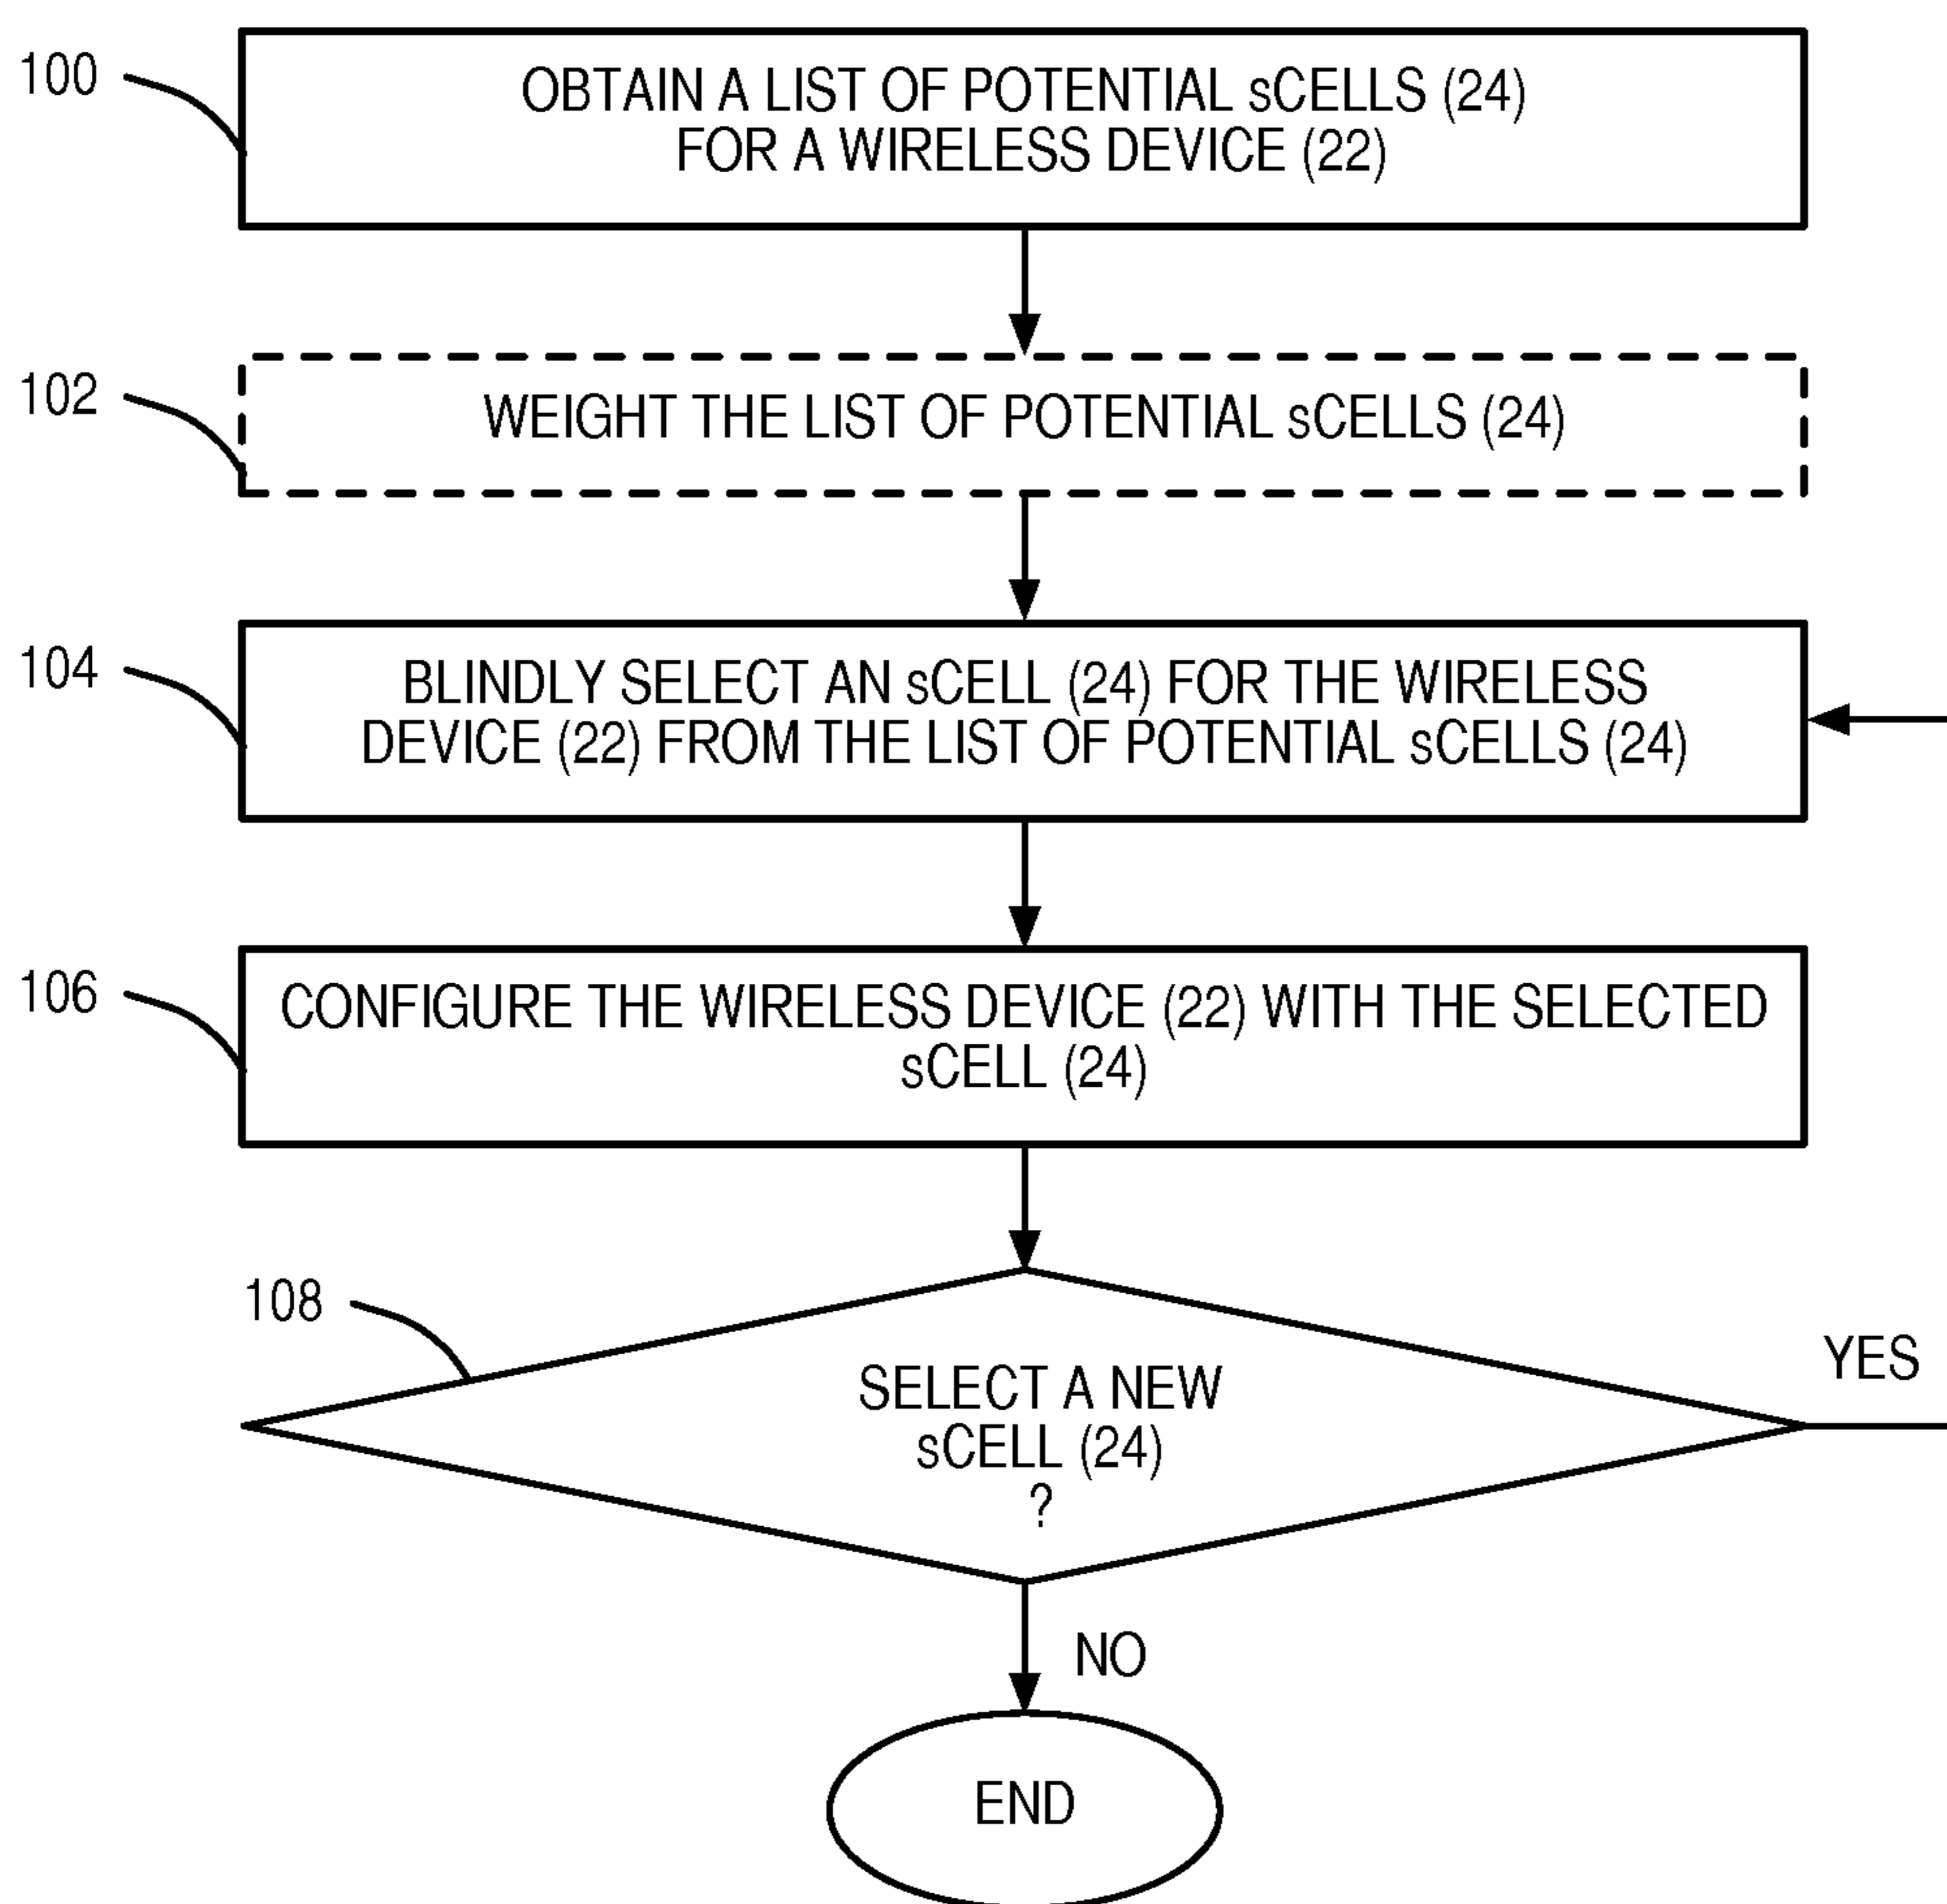 100
OBTAIN A LIST OF POTENTIAL sCELLS (24)
FOR A WIRELESS DEVICE (22)
102
WEIGHT THE LIST OF POTENTIAL sCELLS (24)
104
BLINDLY SELECT AN sCELL (24) FOR THE WIRELESS
DEVICE (22) FROM THE LIST OF POTENTIAL sCELLS (24)
106
CONFIGURE THE WIRELESS DEVICE (22) WITH THE SELECTED
sCELL (24)
108
SELECT A NEW
sCELL (24)
?
YES
NO
END